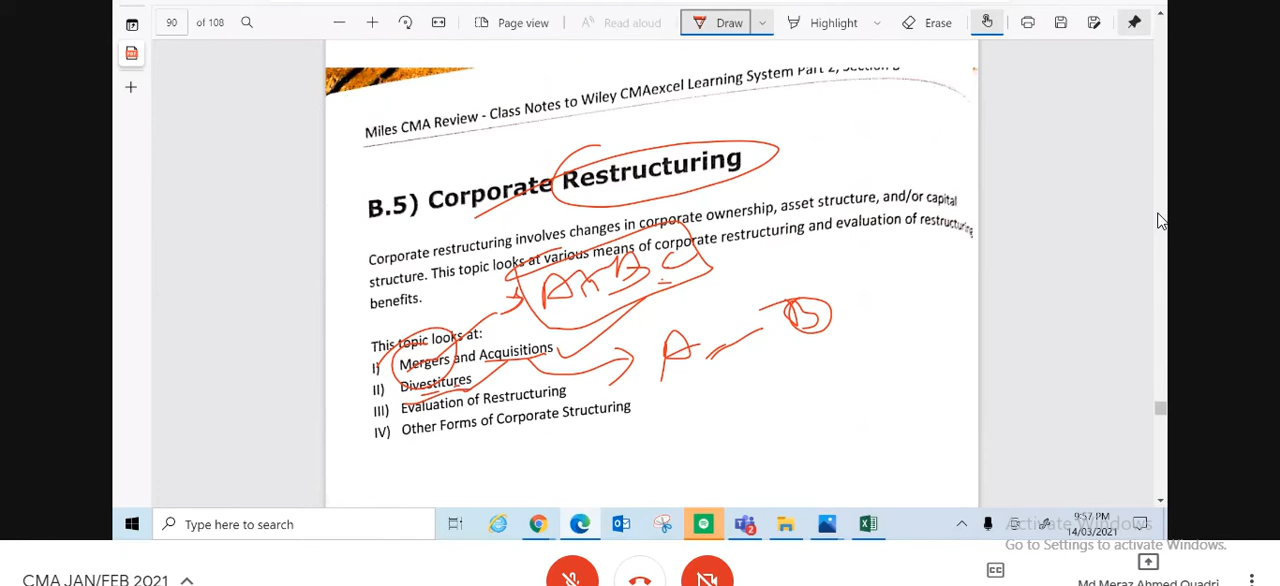 90 of 108 Page view Read aloud Draw Highlight Erase
Miles CMA Review - Class Notes to Wiley CMAexcel Learning System Part 2, Section B
B.5) Corporate Restructuring
Corporate restructuring involves changes in corporate ownership, asset structure, and/or capital
structure. This topic looks at various means of corporate restructuring and evaluation of restructuring
benefits.
A B C
This topic looks at:
I) Mergers and Acquisitions
A B
II) Divestitures
III) Evaluation of Restructuring
IV) Other Forms of Corporate Structuring
Type here to search
9:57 PM
14/03/2021
Activate Windows
Go to Settings to activate Windows.
CMA JAN/FEB 2021
Md Meraz Ahmed Quadri